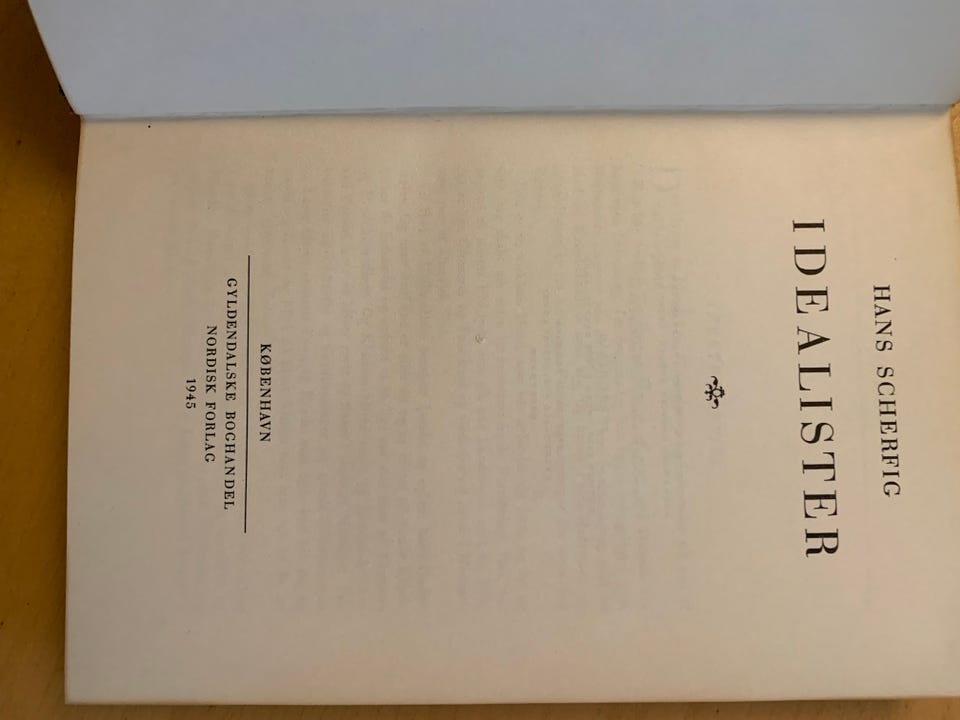 HANS SCHERFIG
IDEALISTER
KØBENHAVN
GYLDENDALSKE BOGHANDEL
NORDISK FORLAG
1945